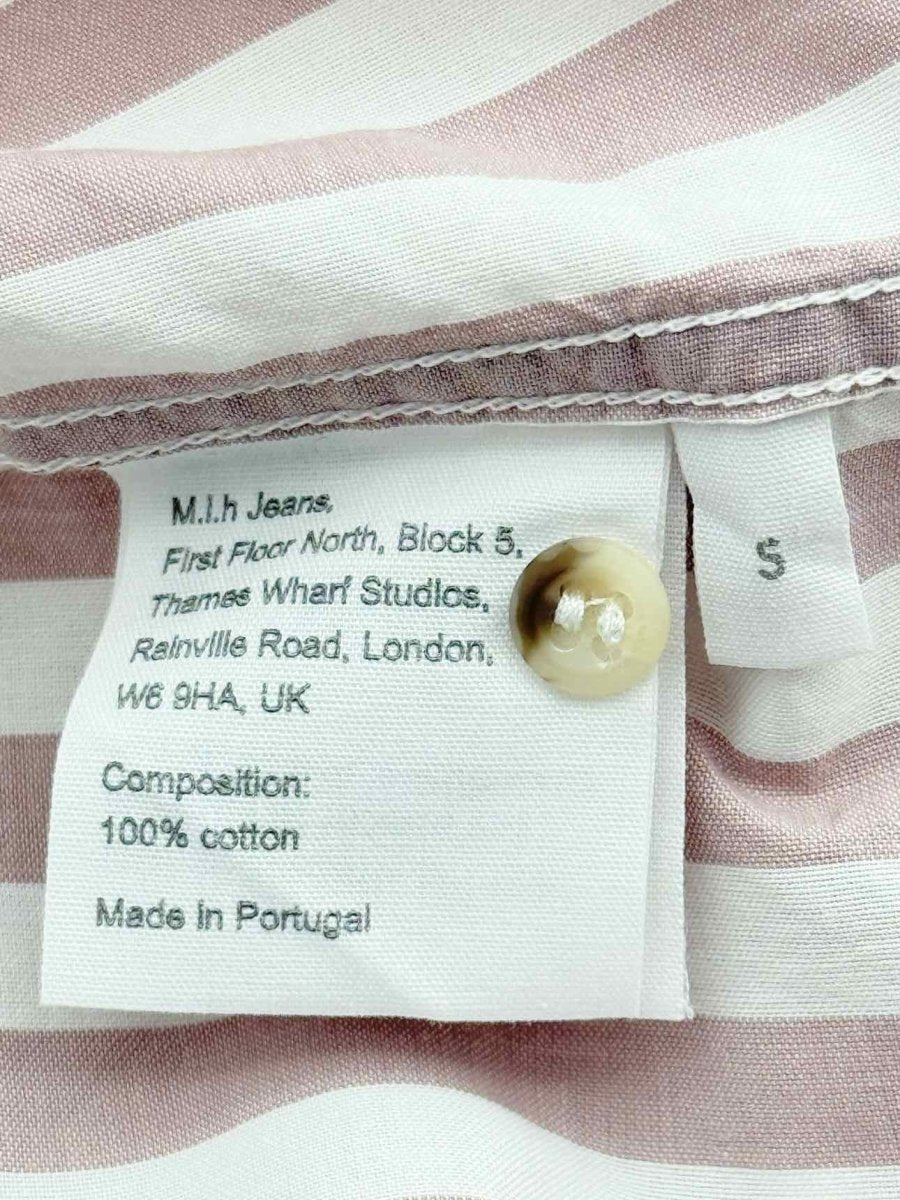 M.i.h Jeans,
First Floor North, Block 5,
Thames Wharf Studios,
Rainville Road, London,
W6 9HA, UK
Composition:
100% cotton
Made in Portugal
S